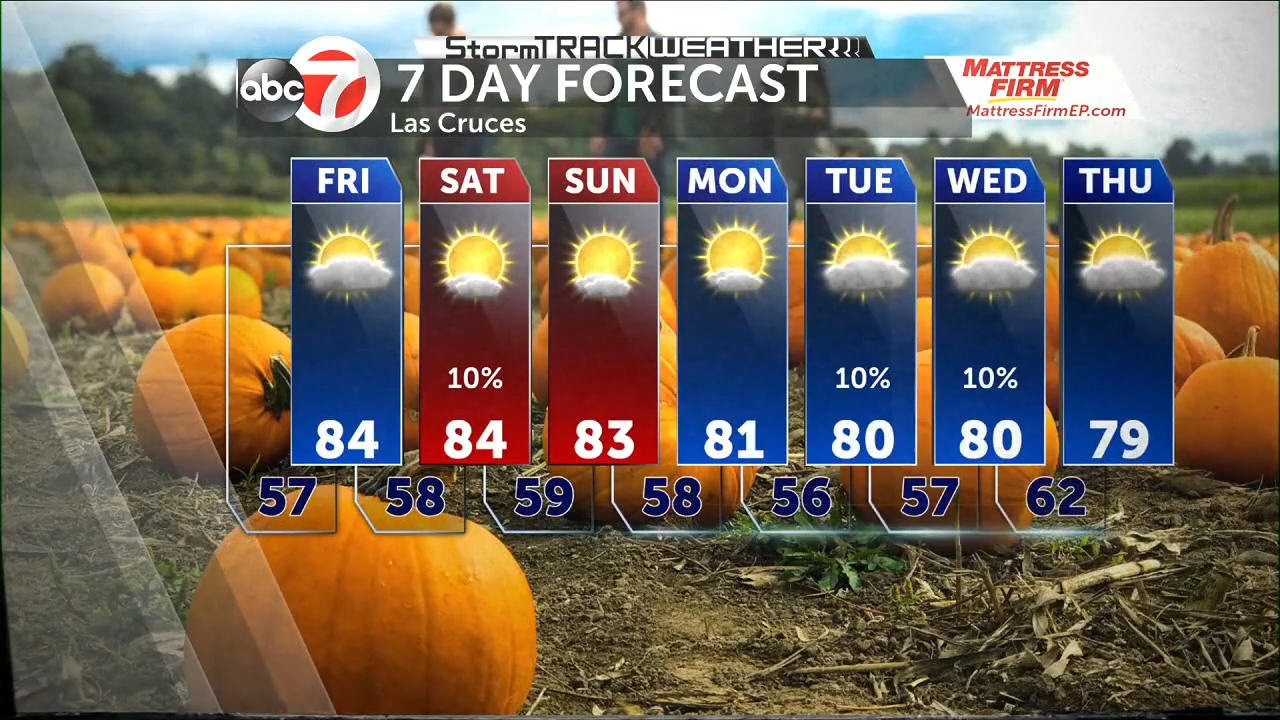 StormTRACKWEATHER
abc 7
7 DAY FORECAST
Las Cruces
MATTRESS
FIRM
MattressFirmEP.com
FRI SAT SUN MON TUE WED THU
10% 10% 10%
84 84 83 81 80 80 79
57 58 59 58 56 57 62